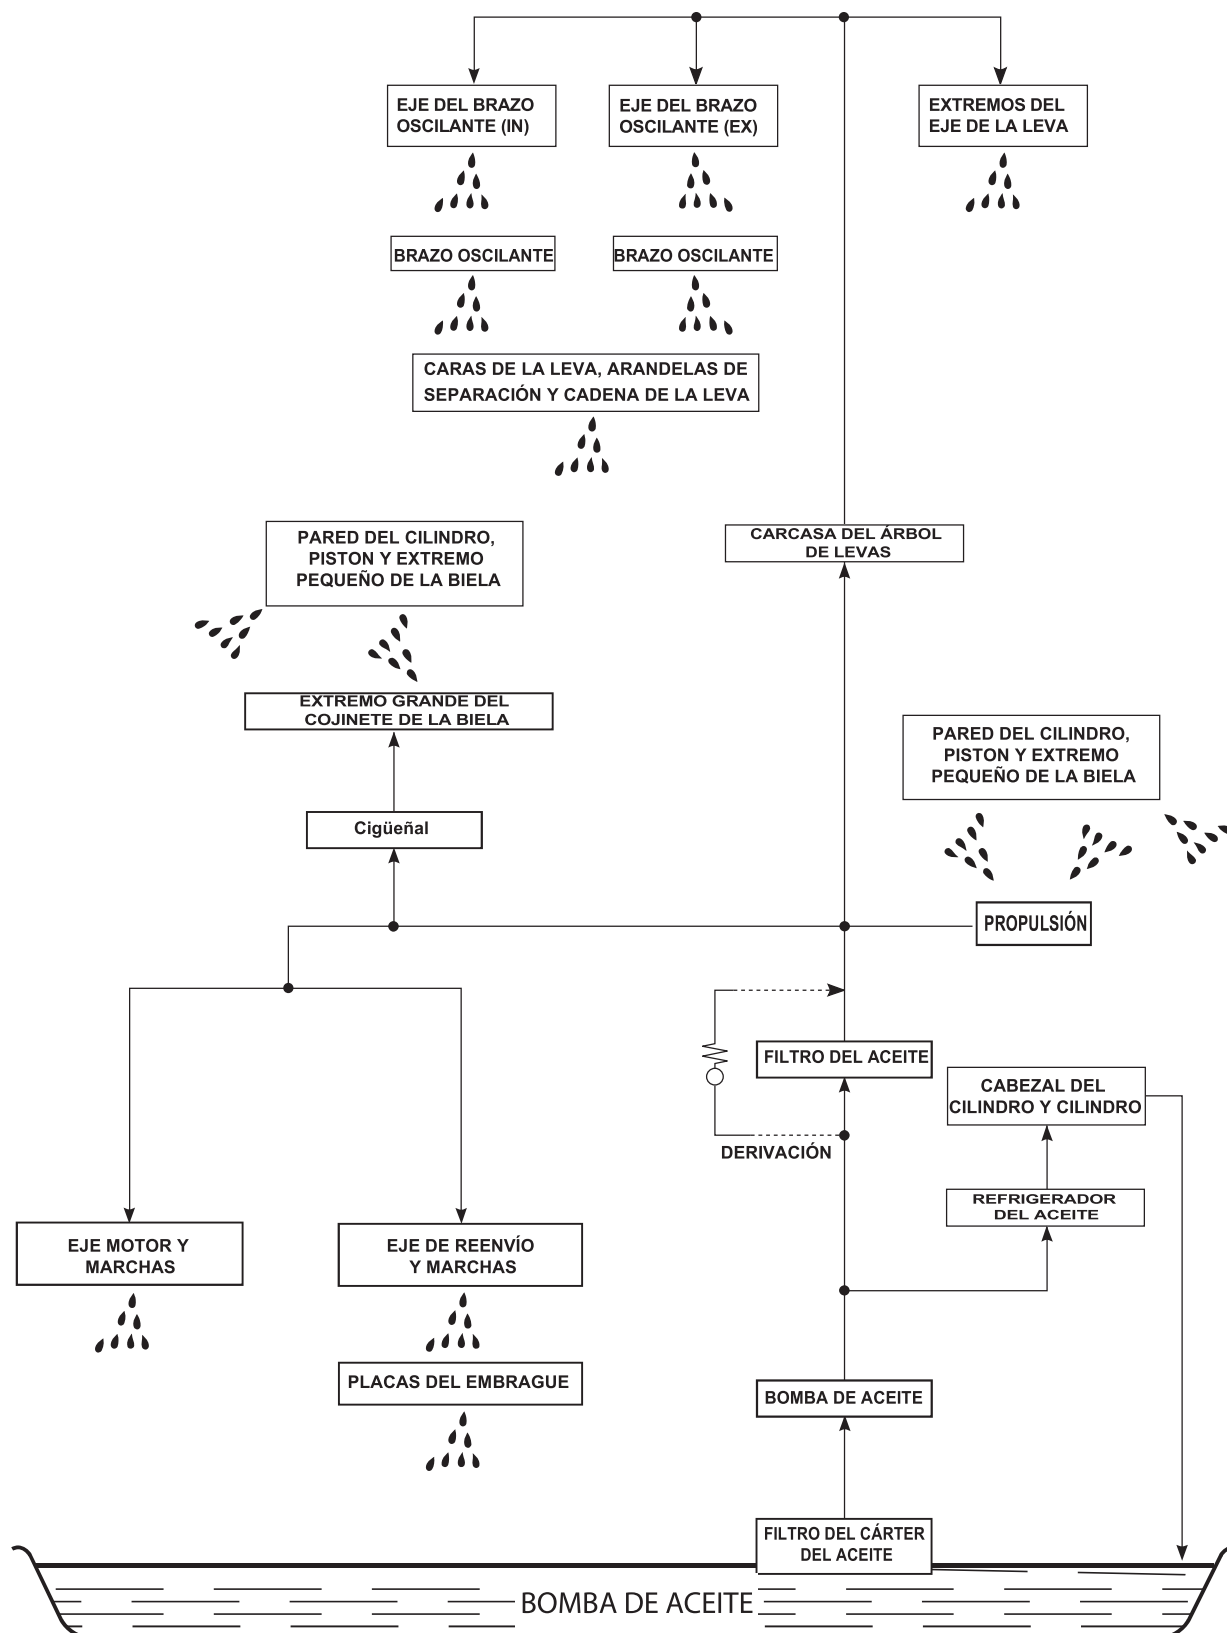 EJE DEL BRAZO
OSCILANTE (IN)
EJE DEL BRAZO
OSCILANTE (EX)
EXTREMOS DEL
EJE DE LA LEVA
BRAZO OSCILANTE
BRAZO OSCILANTE
CARAS DE LA LEVA, ARANDELAS DE
SEPARACIÓN Y CADENA DE LA LEVA
PARED DEL CILINDRO,
PISTON Y EXTREMO
PEQUEÑO DE LA BIELA
CARCASA DEL ÁRBOL
DE LEVAS
EXTREMO GRANDE DEL
COJINETE DE LA BIELA
PARED DEL CILINDRO,
PISTON Y EXTREMO
PEQUEÑO DE LA BIELA
Cigüeñal
PROPULSIÓN
FILTRO DEL ACEITE
CABEZAL DEL
CILINDRO Y CILINDRO
DERIVACIÓN
REFRIGERADOR
DEL ACEITE
EJE MOTOR Y
MARCHAS
EJE DE REENVÍO
Y MARCHAS
PLACAS DEL EMBRAGUE
BOMBA DE ACEITE
FILTRO DEL CÁRTER
DEL ACEITE
BOMBA DE ACEITE